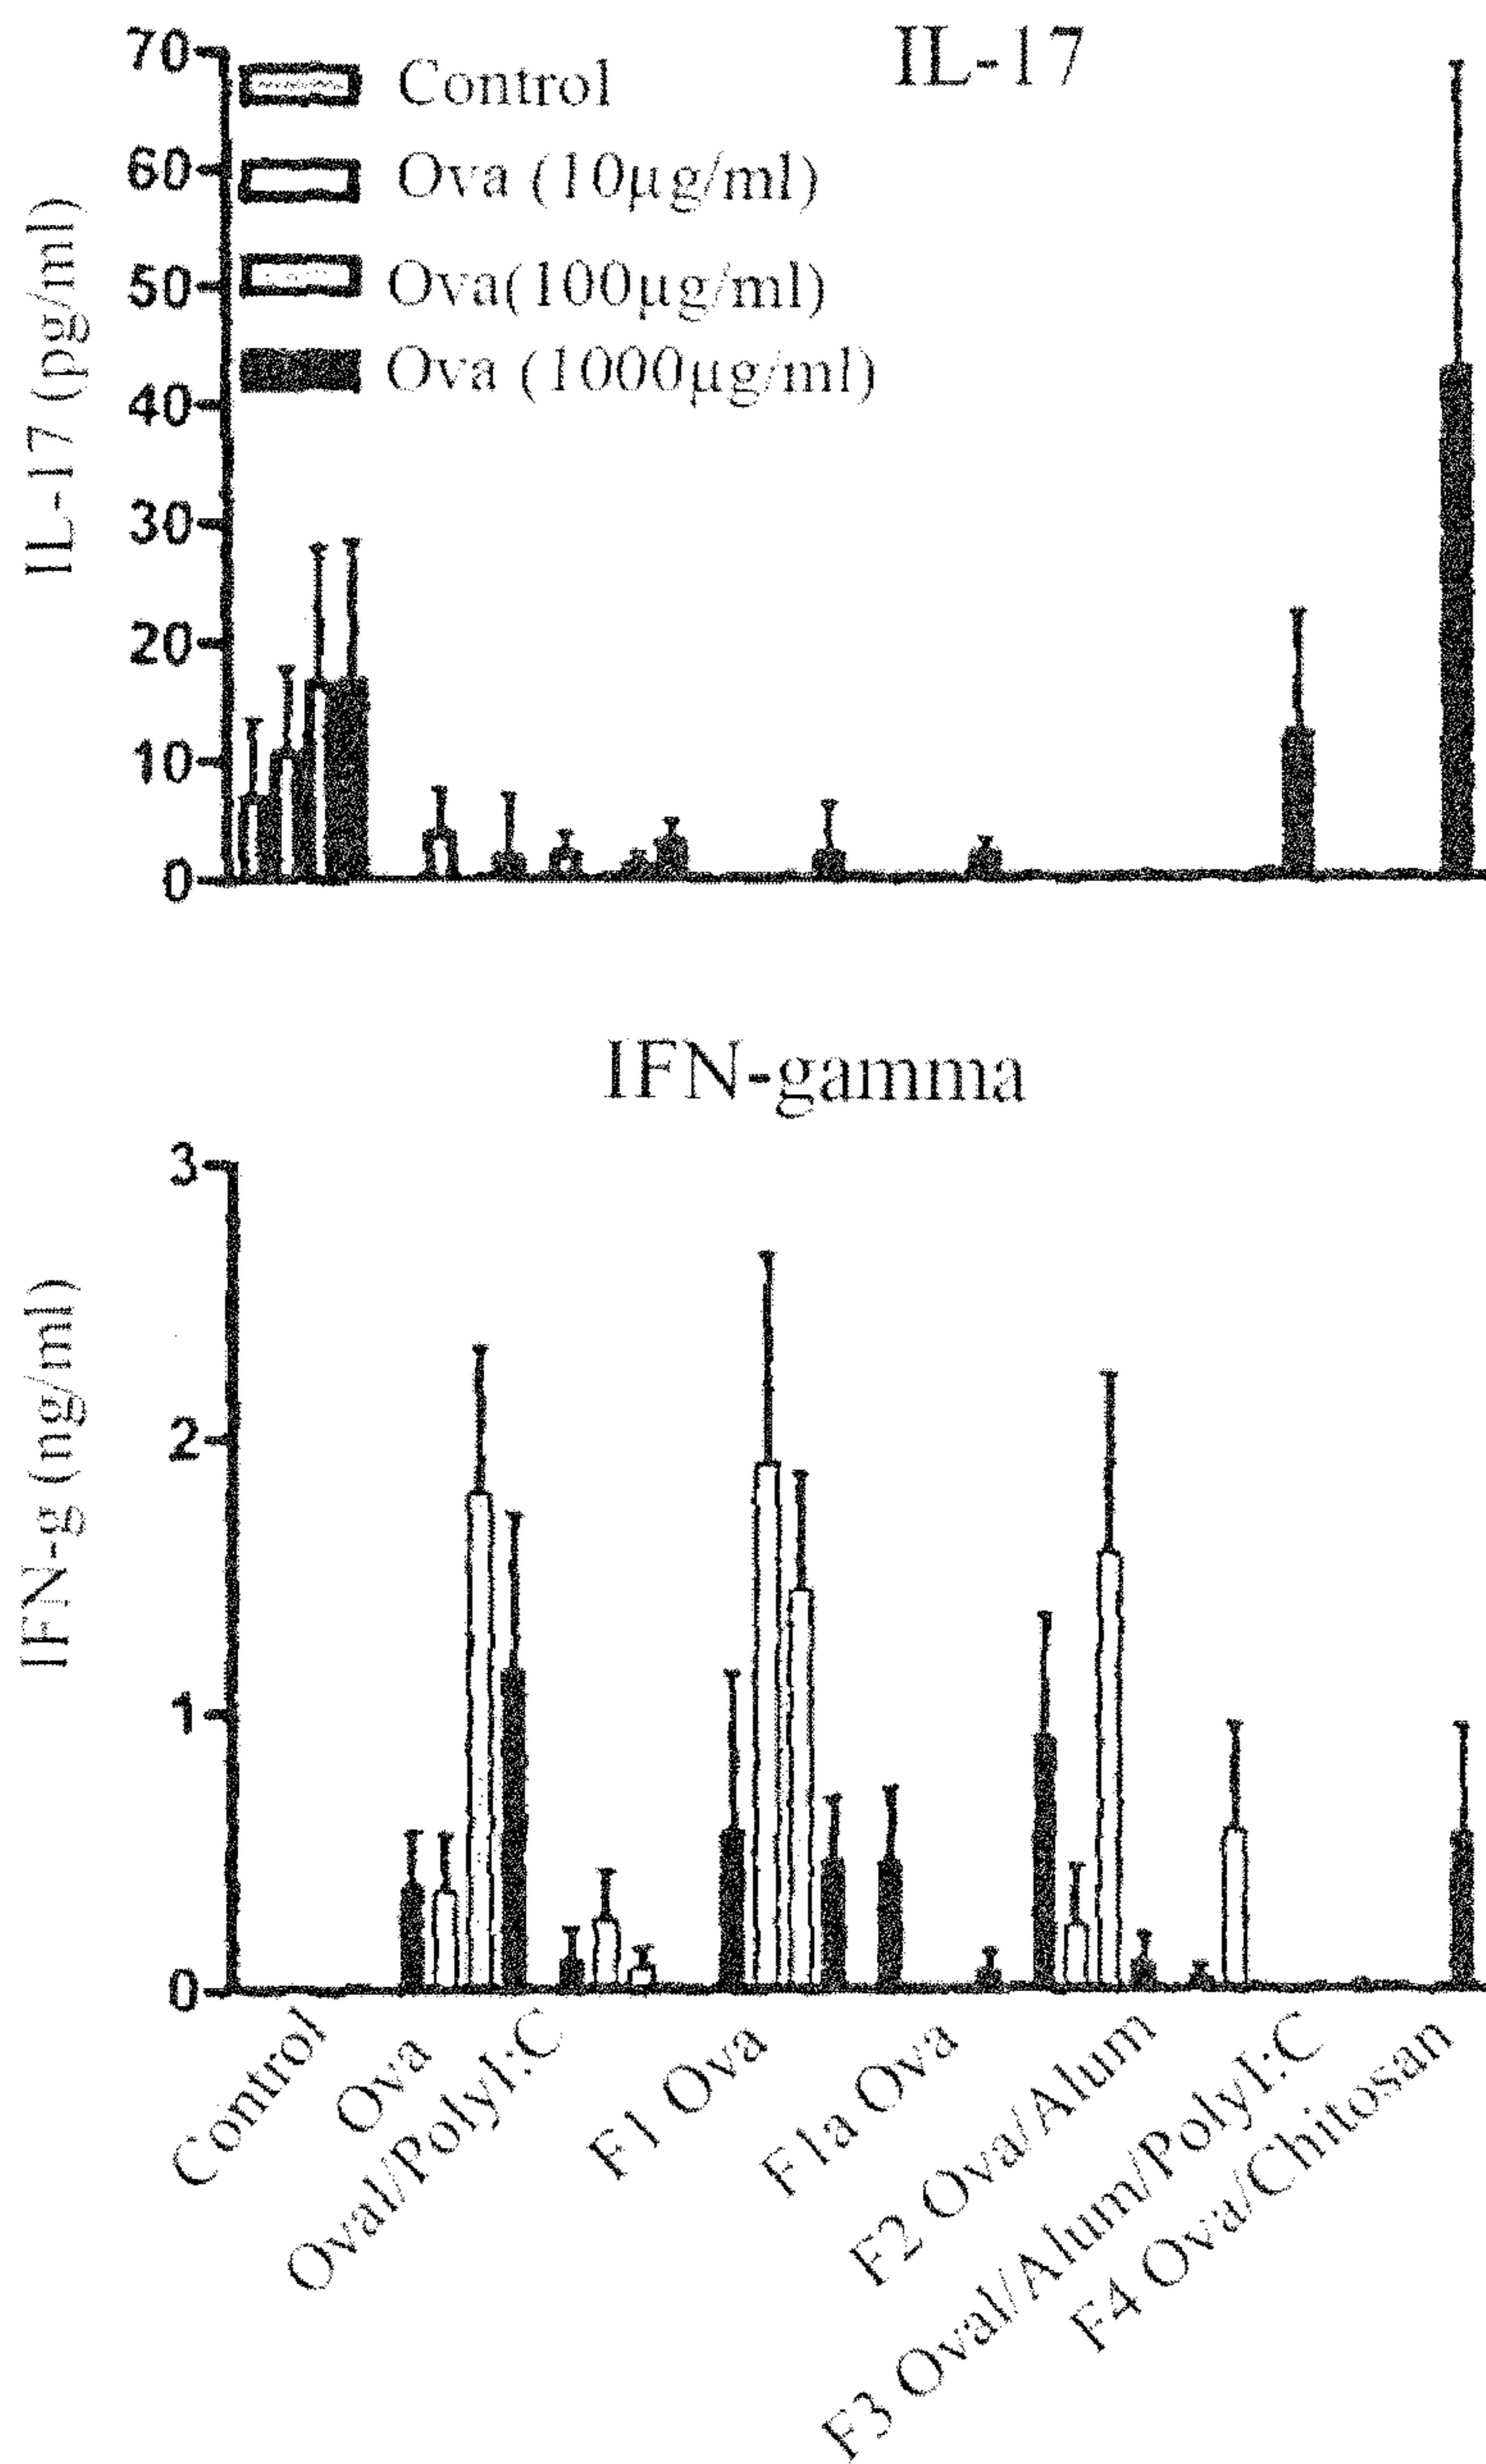 IL-17
70
60
50
40
30
20
10
0
IL-17 (pg/ml)
Control
Ova (10µg/ml)
Ova(100µg/ml)
Ova (1000µg/ml)
IFN-gamma
3
2
1
0
IFN-g (ng/ml)
Control
Ova
Oval/PolyI:C
F1 Ova
F1a Ova
F2 Ova/Alum
F3 Oval/Alum/PolyI:C
F4 Ova/Chitosan